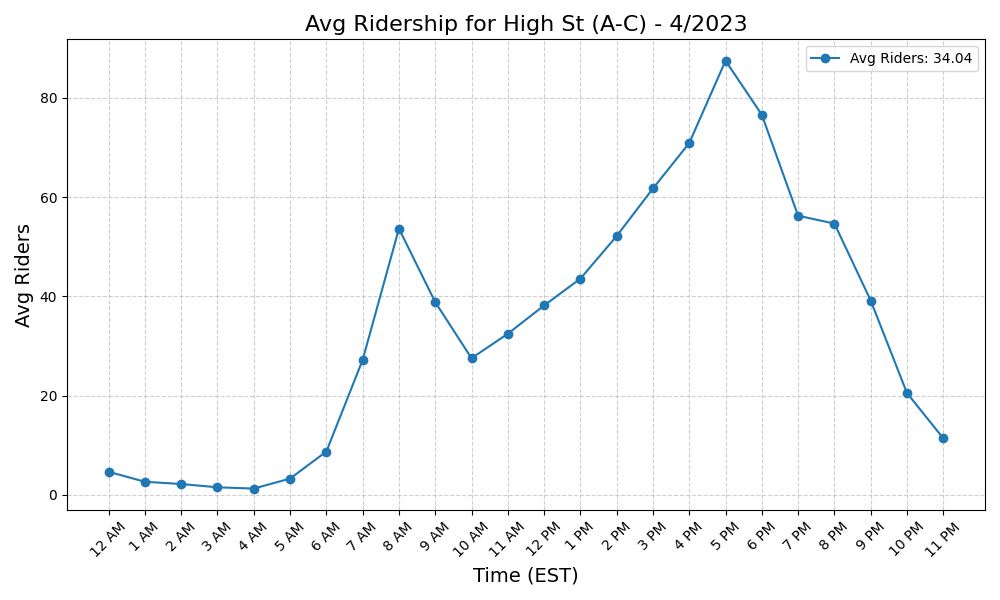 Avg Ridership for High St (A-C) - 4/2023
Avg Riders: 34.04
Avg Riders
80
60
40
20
0
12 AM
1 AM
2 AM
3 AM
4 AM
5 AM
6 AM
7 AM
8 AM
9 AM
10 AM
11 AM
12 PM
1 PM
2 PM
3 PM
4 PM
5 PM
6 PM
7 PM
8 PM
9 PM
10 PM
11 PM
Time (EST)